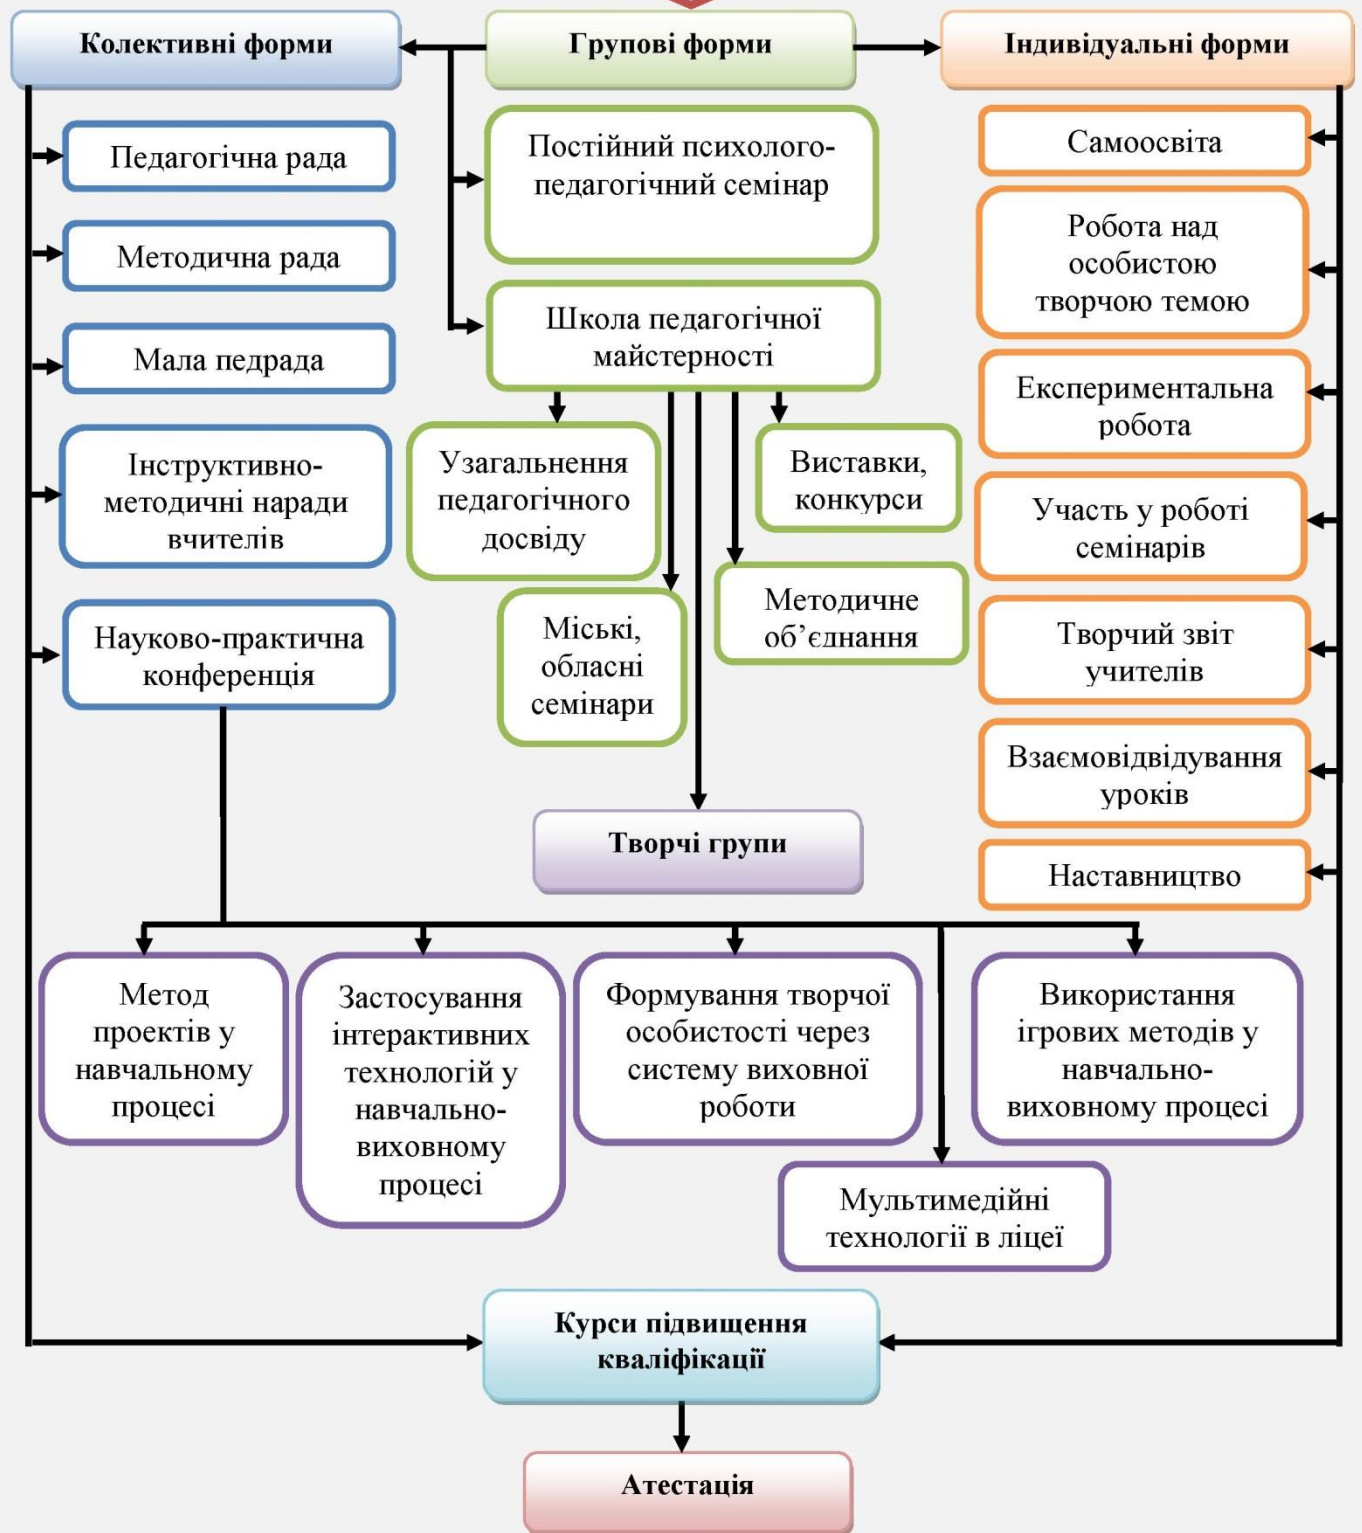 Колективні форми
Групові форми
Індивідуальні форми
Педагогічна рада
Методична рада
Мала педрада
Інструктивно-
методичні наради
вчителів
Науково-практична
конференція
Постійний психолого-
педагогічний семінар
Школа педагогічної
майстерності
Узагальнення
педагогічного
досвіду
Виставки,
конкурси
Міські,
обласні
семінари
Методичне
об’єднання
Творчі групи
Самоосвіта
Робота над
особистою
творчою темою
Експериментальна
робота
Участь у роботі
семінарів
Творчий звіт
учителів
Взаємовідвідування
уроків
Наставництво
Метод
проектів у
навчальному
процесі
Застосування
інтерактивних
технологій у
навчально-
виховному
процесі
Формування творчої
особистості через
систему виховної
роботи
Використання
ігрових методів у
навчально-
виховному процесі
Мультимедійні
технології в ліцеї
Курси підвищення
кваліфікації
Атестація